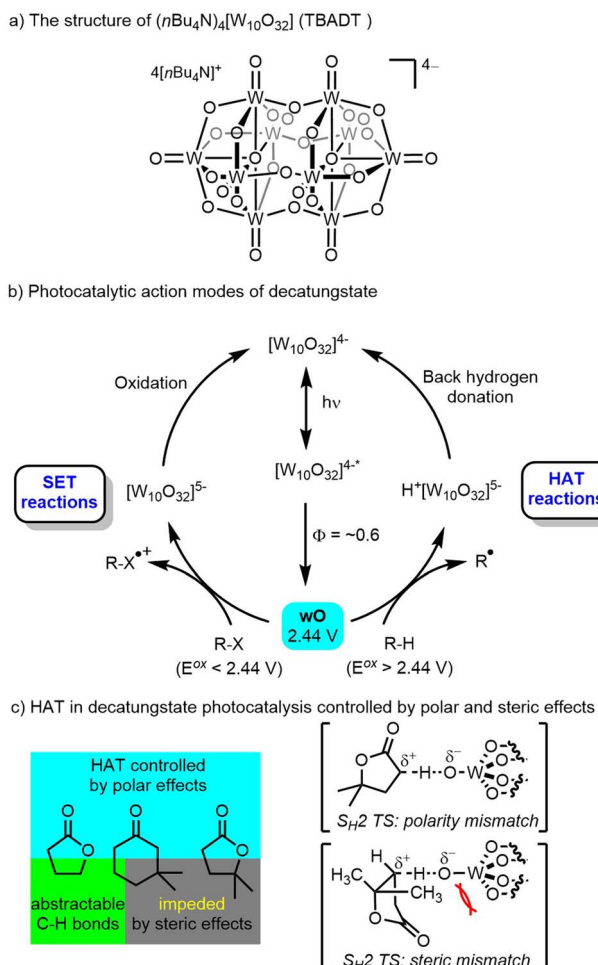 a) The structure of (nBu4N)4[W10O32] (TBADT )
4[nBu4N]+
4–
O O
O W O W O
O O O O
O O
O W W O
O=W O W=O
O W O W O
O O
O O
O W O W O
O O
b) Photocatalytic action modes of decatungstate
[W10O32]4-
Oxidation
Back hydrogen
donation
hν
SET
reactions
[W10O32]5-
[W10O32]4-*
H+[W10O32]5-
HAT
reactions
Φ = ~0.6
R-X•+
R•
wO
2.44 V
R-X
(Eox < 2.44 V)
R-H
(Eox > 2.44 V)
c) HAT in decatungstate photocatalysis controlled by polar and steric effects
HAT controlled
by polar effects
O O O
O O
abstractable
C-H bonds
impeded
by steric effects
O
O
δ+
H
δ–
O
W
O
O
O
O
SH2 TS: polarity mismatch
H
δ+
H
δ–
O
W
O
O
O
O
H3C
CH3
O
O
SH2 TS: steric mismatch